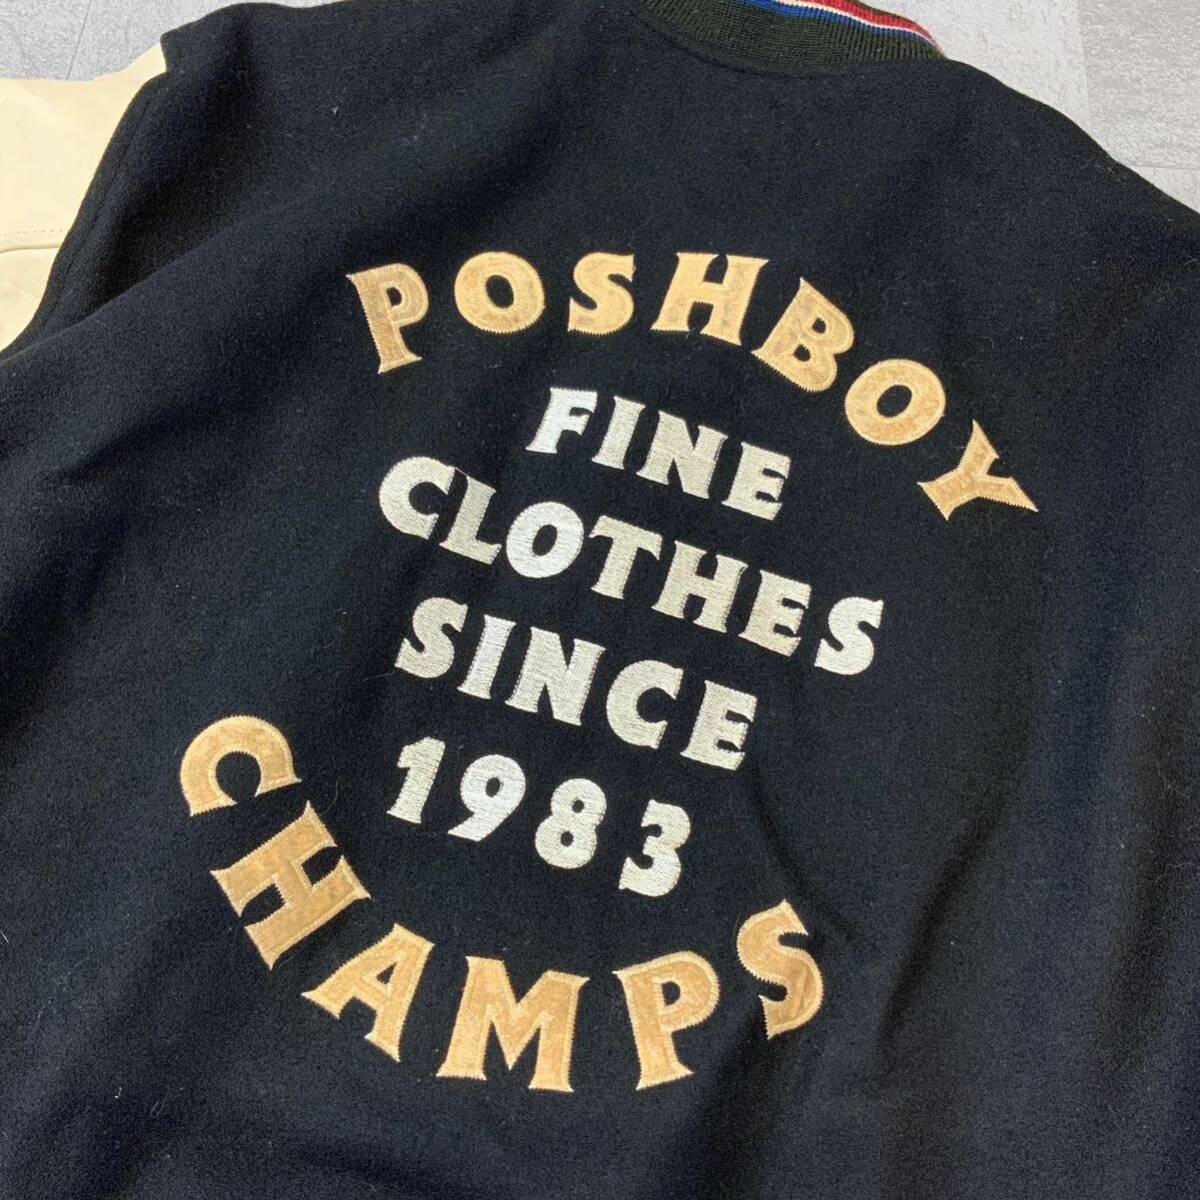 POSHBOY
FINE
CLOTHES
SINCE
1983
CHAMPS